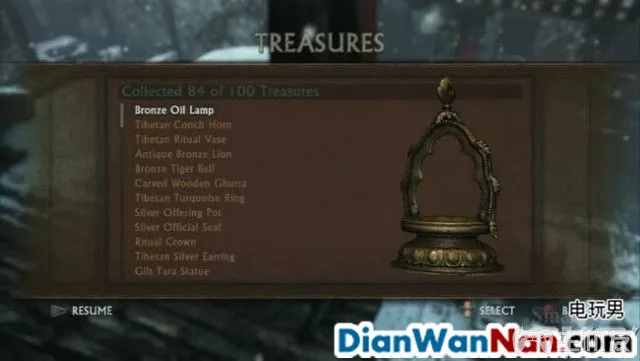 TREASURES
Collected 84 of 100 Treasures
Bronze Oil Lamp
Tibetan Conch Horn
Tibetan Ritual Vase
Antique Bronze Lion
Bronze Tiger Bell
Carved Wooden Ghurra
Tibetan Turquoise Ring
Silver Offering Pot
Silver Official Seal
Ritual Crown
Tibetan Silver Earring
Gilt Tara Statue
RESUME
SELECT
电玩男
DianWanNan.com